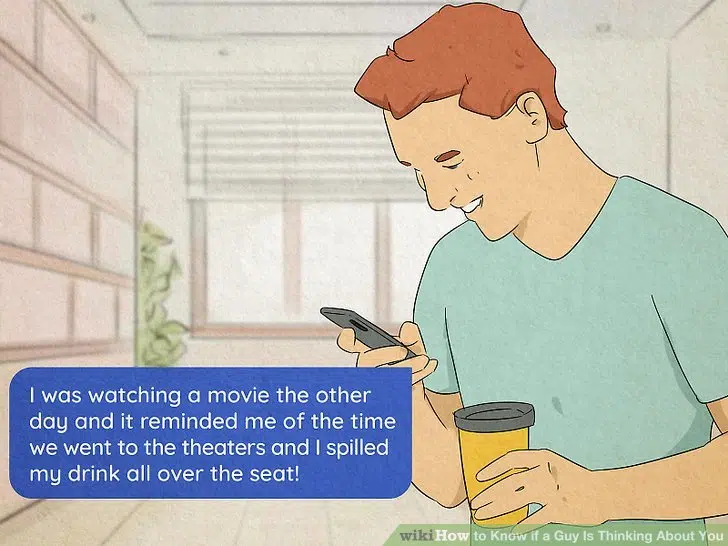 I was watching a movie the other
day and it reminded me of the time
we went to the theaters and I spilled
my drink all over the seat!
wikiHow to Know if a Guy Is Thinking About You